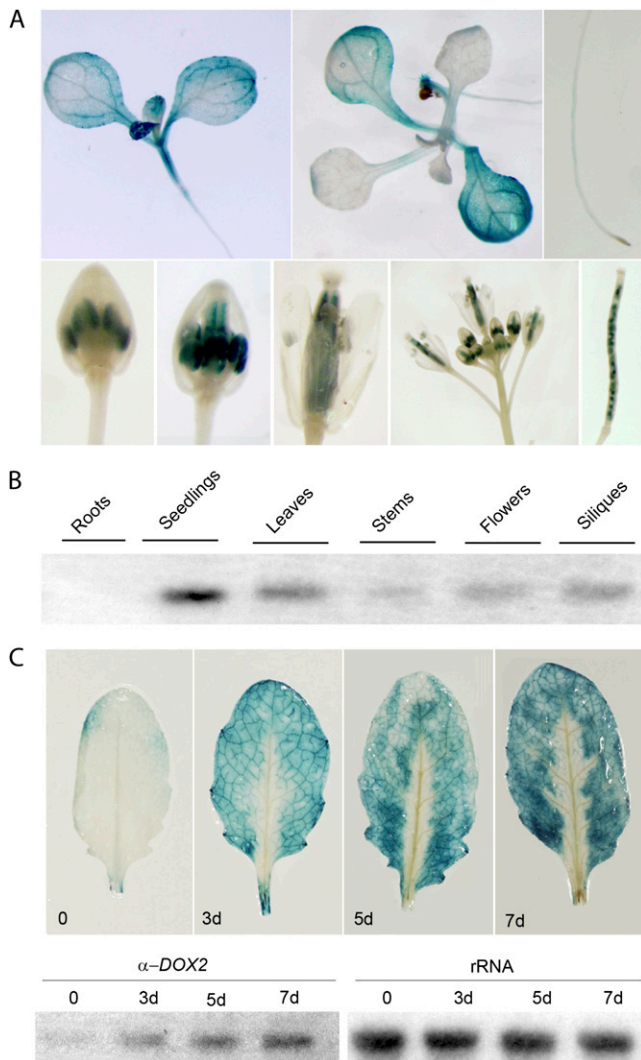 A
B
Roots Seedlings Leaves Stems Flowers Siliques
C
0 3d 5d 7d
α–DOX2 rRNA
0 3d 5d 7d 0 3d 5d 7d